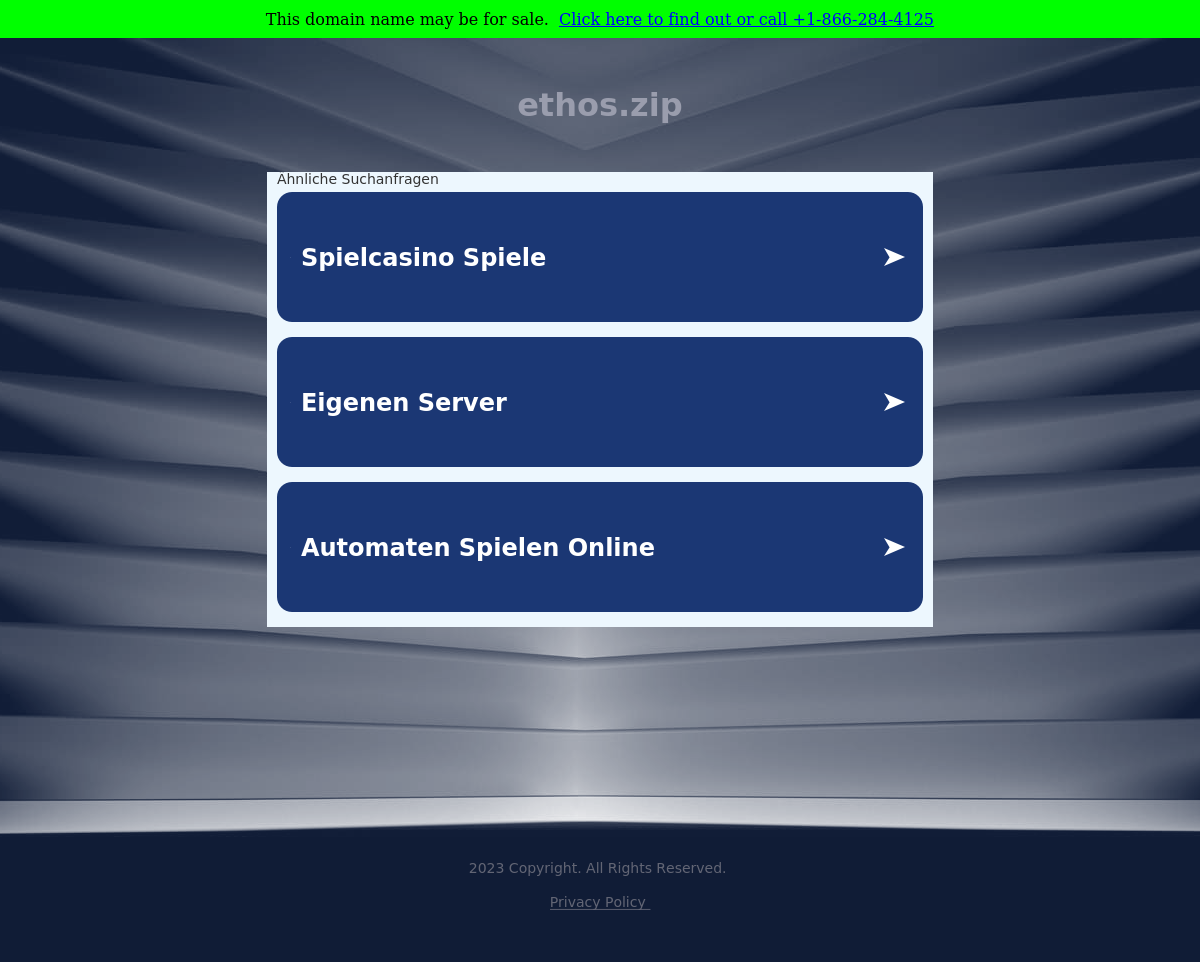 This domain name may be for sale. Click here to find out or call +1-866-284-4125
ethos.zip
Ähnliche Suchanfragen
Spielcasino Spiele
Eigenen Server
Automaten Spielen Online
2023 Copyright. All Rights Reserved.
Privacy Policy